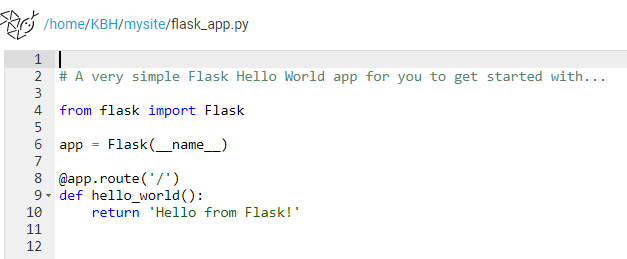 /home/KBH/mysite/flask_app.py
1
2 # A very simple Flask Hello World app for you to get started with...
3
4 from flask import Flask
5
6 app = Flask(__name__)
7
8 @app.route('/')
9 def hello_world():
10     return 'Hello from Flask!'
11
12